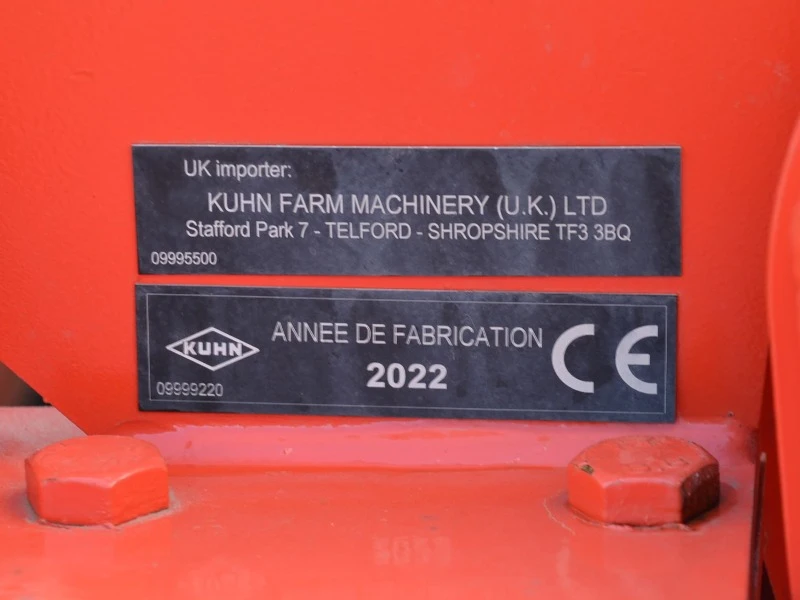 UK importer:
KUHN FARM MACHINERY (U.K.) LTD
Stafford Park 7 - TELFORD - SHROPSHIRE TF3 3BQ
09995500
KUHN
ANNEE DE FABRICATION
2022
CE
09999220